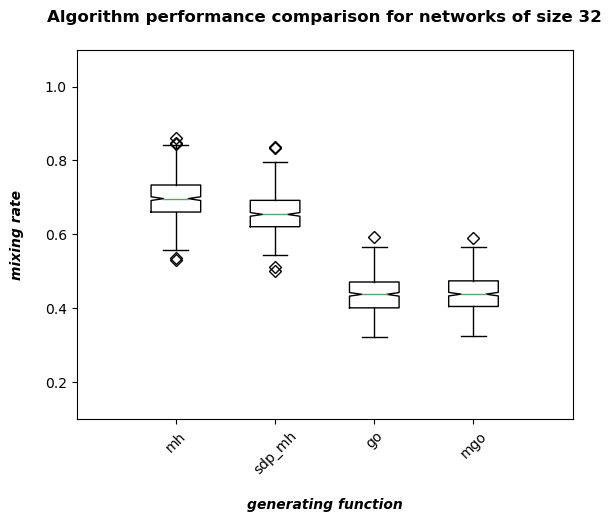 Algorithm performance comparison for networks of size 32
1.0
0.8
0.6
0.4
0.2
mixing rate
mh
sdp_mh
go
mgo
generating function